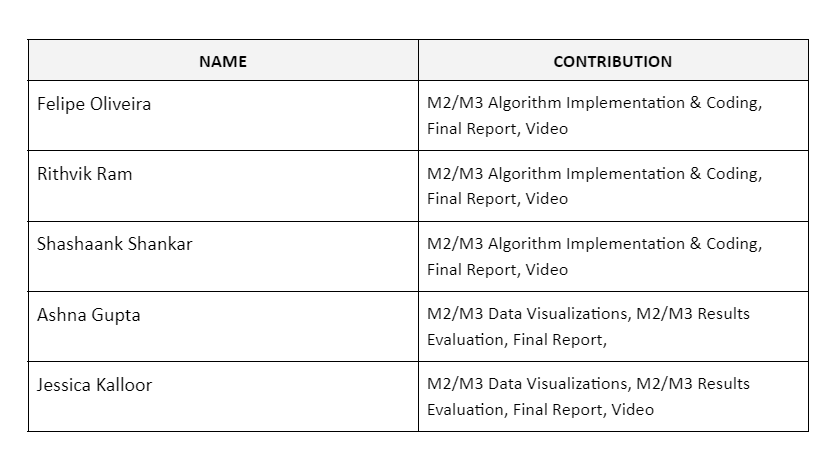 NAME CONTRIBUTION
Felipe Oliveira M2/M3 Algorithm Implementation & Coding,
Final Report, Video
Rithvik Ram M2/M3 Algorithm Implementation & Coding,
Final Report, Video
Shashaank Shankar M2/M3 Algorithm Implementation & Coding,
Final Report, Video
Ashna Gupta M2/M3 Data Visualizations, M2/M3 Results
Evaluation, Final Report,
Jessica Kalloor M2/M3 Data Visualizations, M2/M3 Results
Evaluation, Final Report, Video